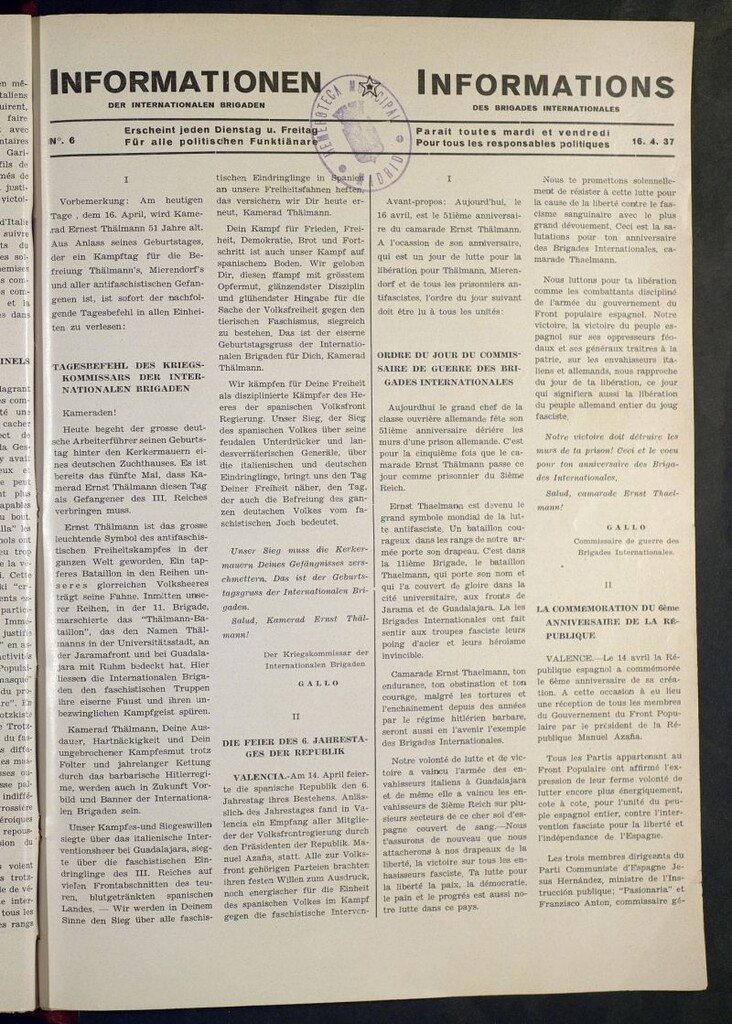 INFORMATIONEN
DER INTERNATIONALEN BRIGADEN
INFORMATIONS
DES BRIGADES INTERNATIONALES
Nº. 6
Erscheint jeden Dienstag u. Freitag
Für alle politischen Funktiänare
Parait toutes mardi et vendredi
Pour tous les responsables politiques
16. 4. 37
HEMEROTECA MUNICIPAL
MADRID
I
Vorbemerkung: Am heutigen
Tage , dem 16. April, wird Kame-
rad Ernest Thälmann 51 Jahre alt.
Aus Anlass seines Geburtstages,
der ein Kampftag für die Be-
freiung Thälmann's, Mierendorf's
und aller antifaschistischen Gefan-
genen ist, ist sofort der nachfol-
gende Tagesbefehl in allen Einhei-
ten zu verlesen:
TAGESBEFEHL DES KRIEGS-
KOMMISSARS DER INTER-
NATIONALEN BRIGADEN
Kameraden!
Heute begeht der grosse deut-
sche Arbeiterführer seinen Geburts-
tag hinter den Kerkermauern ei-
nes deutschen Zuchthauses. Es ist
bereits das fünfte Mal, dass Ka-
merad Ernst Thälmann diesen Tag
als Gefangener des III. Reiches
verbringen muss.
Ernst Thälmann ist das grosse
leuchtende Symbol des antifaschis-
tischen Freiheitskampfes in der
ganzen Welt geworden, Ein tap-
feres Bataillon in den Reihen un-
seres glorreichen Volksheeres
trägt seine Fahne. Inmitten unse-
rer Reihen, in der 11. Brigade,
marschierte das "Thälmann-Ba-
taillon", das den Namen Thäl-
manns in der Universitätsstadt, an
der Jaramafront und bei Guadala-
jara mit Ruhm bedeckt hat. Hier
liessen die Internationalen Briga-
den den faschistischen Truppen
ihre eiserne Faust und ihren un-
bezwinglichen Kampfgeist spüren.
Kamerad Thälmann, Deine Aus-
dauer, Hartnäckigkeit und Dein
ungebrochener Kampfesmut trotz
Folter und jahrelanger Kettung
durch das barbarische Hitlerregi-
me, werden auch in Zukunft Vor-
bild und Banner der Internationa-
len Brigaden sein.
Unser Kampfes-und Siegeswillen
siegte über das italienische Interven-
tionsheer bei Guadalajara, sieg-
te über die faschistischen Ein-
dringlinge des III. Reiches auf
vielen Frontabschnitten des teu-
ren, blutgetränkten spanischen
Landes. — Wir werden in Deinem
Sinne den Sieg über alle faschis-
tischen Eindringlinge in Spanien
an unsere Freiheitsfahnen heften,
das versichern wir Dir heute er-
neut, Kamerad Thälmann.
Dein Kampf für Frieden, Frei-
heit, Demokratie, Brot und Fort-
schritt ist auch unser Kampf auf
spanischem Boden. Wir geloben
Dir, diesen ffampf mit grösstem
Opfermut, glänzendster Disziplin
und glühendster Hingabe für die
Sache der Volksfreiheit gegen den
tierischen Faschismus, siegreich
zu bestehen, Das ist der eiserne
Geburtstagsgruss der Internatio-
nalen Brigaden für Dich, Kamerad
Thälmann.
Wir kämpfen für Deine Freiheit
als disziplinierte Kämpfer des He-
eres der spanischen Volksfront
Regierung. Unser Sieg, der Sieg
des spanischen Volkes über seine
feudalen Unterdrücker und lan-
desverräterischen Generäle, über
die italienischen und deutschen
Eindringlinge, bringt uns den Tag
Deiner Freiheit näher, den Tag,
der auch die Befreiung des gan-
zen deutschen Volkes vom fa-
schistischen Joch bedeutet.
Unser Sieg muss die Kerker-
mauern Deines Gefängnisses zers-
chmettern. Das ist der Geburts-
tagsgruss der Internationalen Bri-
gaden.
Salud, Kamerad Ernst Thäl-
mann!
Der Kriegskommissar der
Internationalen Brigaden
GALLO
II
DIE FEIER DES 6. JAHRESTA-
GES DER REPUBLIK
VALENCIA.-Am 14. April feier-
te die spanische Republik den 6.
Jahrestag ihres Bestehens. Anläs-
slich des Jahrestages fand in Va-
lencia ein Empfang aller Mitglie-
der der Volksfrontregierung durch
den Präsidenten der Republik. Ma-
nuel Azaña, statt. Alle zur Volks-
front gehörigen Parteien brachten
ihren festen Willen zum Ausdruck,
noch energischer für die Einheit
des spanischen Volkes im Kampf
gegen die faschistische Interven-
I
Avant-propos: Aujourd'hui, le
16 avril, est le 51ième anniversai-
re du camarade Ernst Thälmann.
A l'ocassion de son anniversaire,
qui est un jour de lutte pour la
libération pour Thälmann, Mieren-
dorf et de tous les prisonniers an-
tifascistes, l'ordre du jour suivant
doit être lu à tous les unités:
ORDRE DU JOUR DU COMMIS-
SAIRE DE GUERRE DES BRI-
GADES INTERNATIONALES
Aujourdhui le grand chef de la
classe ouvrière allemande fête son
51ième anniversaire dérière les
murs d'une prison allemande. C'est
pour la cinquième fois que le ca-
marade Ernst Thälmann passe ce
jour comme prisonnier du 3ième
Reich.
Ernst Thaelmann est devenu le
grand symbole mondial de la lut-
te antifasciste, Un bataillon cou-
rageux dans les rangs de notre ar-
mée porte son drapeau. C'est dans
la 11ième Brigade, le bataillon
Thaelmann, qui porte son nom et
qui l'a couvert de gloire dans la
cité universitaire, aux fronts de
Jarama et de Guadalajara. La les
Brigades Internationales ont fait
sentir aux troupes fasciste leurs
poing d'acier et leurs héroisme
invincible.
Camarade Ernst Thaelmann, ton
endurance, ton obstination et ton
courage, malgré les tortures et
l'enchainement depuis des années
par le régime hitlérien barbare,
seront aussi en l'avenir l'exemple
des Brigades Internationales.
Notre volonté de lutte et de vic-
toire a vaincu l'armée des en-
vahisseurs italiens à Guadalajara
et de même elle a vaincu les en-
vahisseurs de 3ième Reich sur plu-
sieurs secteurs de ce cher sol d'es-
pagne couvert de sang.—Nous
t'assurons de nouveau que nous
attacherons à nos drapeaux de la
liberté, la victoire sur tous les en-
hasisseurs fasciste, Ta lutte pour
la liberté la paix, la démocratie,
le pain et le progrés est aussi no-
tre lutte dans ce pays.
Nous te promettons solennelle-
ment de résister à cette lutte pour
la cause de la liberté contre le fas-
cisme sanguinaire avec le plus
grand dévouement, Ceci est la sa-
lutations pour ton anniversaire
des Brigades Internationales, ca-
marade Thaelmann.
Nous luttons pour ta libération
comme les combattants discipliné
de l'armée du gouvernement du
Front populaire espagnol. Notre
victoire, la victoire du peuple es-
pagnol sur ses oppresseurs féo-
daux et ses généraux traîtres à la
patrie, sur les envahisseurs ita-
liens et allemands, nous rapproche
du jour de ta libération, ce jour
qui signifiera aussi la libération
du peuple allemand entier du joug
fasciste.
Notre victoire doit détruire les
murs de ta prison! Ceci et le voeu
pour ton anniversaire des Briga-
des Internationales.
Salud, camarade Ernst Thael-
mann!
GALLO
Commissaire de guerre des
Brigades Internationales.
II
LA COMMEMORATION DU 6ème
ANNIVERSAIRE DE LA RÉ-
PUBLIQUE
VALENCE.—Le 14 avril la Ré-
publique espagnol a commémorée
le 6ème anniversaire de sa créa-
tion. A cette occasion à eu lieu
une réception de tous les membres
du Gouvernement du Front Popu-
laire par le président de la Ré-
publique Manuel Azaña.
Tous les Partis appartenant au
Front Populaire ont affirmé l'ex-
pression de leur ferme volonté de
lutter encore plus énergiquement,
cote à cote, pour l'unité du peu-
ple espagnol entier, contre l'inter-
vention fasciste pour la liberté et
l'indépendance de l'Espagne.
Les trois membres dirigeants du
Parti Communiste d'Espagne Je-
sus Hernández, ministre de l'Ins-
truction publique; "Pasionaria" et
Franzisco Anton, commissaire gé-